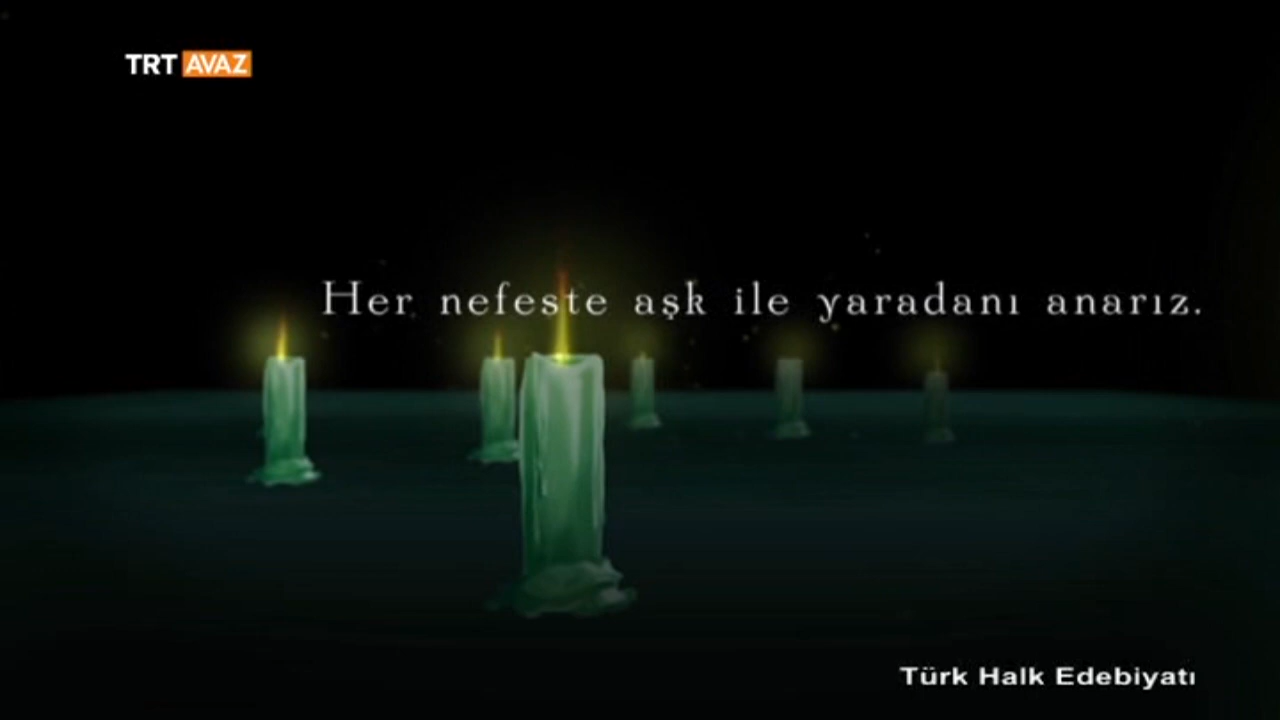 TRT AVAZ
Her nefeste aşk ile yaradanı anarız.
Türk Halk Edebiyatı